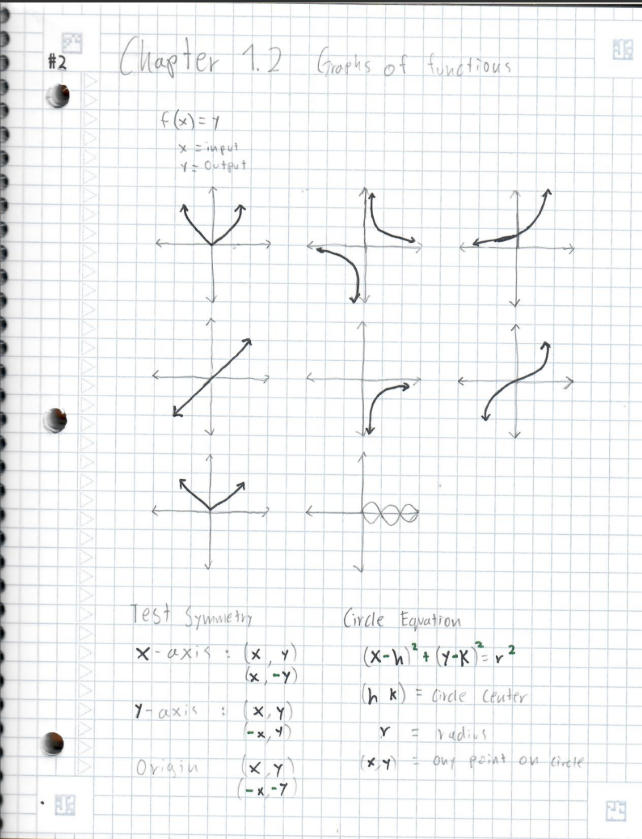 #2
Chapter 1.2 Graphs of functions
f(x) = y
x = input
y = Output
Test Symmetry
x-axis : (x, y)
(x, -y)
y-axis : (x, y)
(-x, y)
Origin (x, y)
(-x, -y)
Circle Equation
(x-h)² + (y-k)² = r²
(h k) = circle center
r = radius
(x,y) = any point on circle